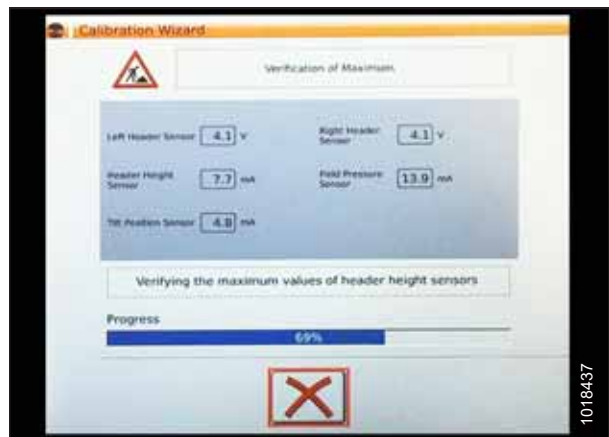 Calibration Wizard
Verification of Maximum
Left Header Sensor 4.1 V
Right Header Sensor 4.1 V
Header Height Sensor 7.7 mA
Field Pressure Sensor 13.9 mA
Tilt Position Sensor 4.8 mA
Verifying the maximum values of header height sensors
Progress
69%
1018437